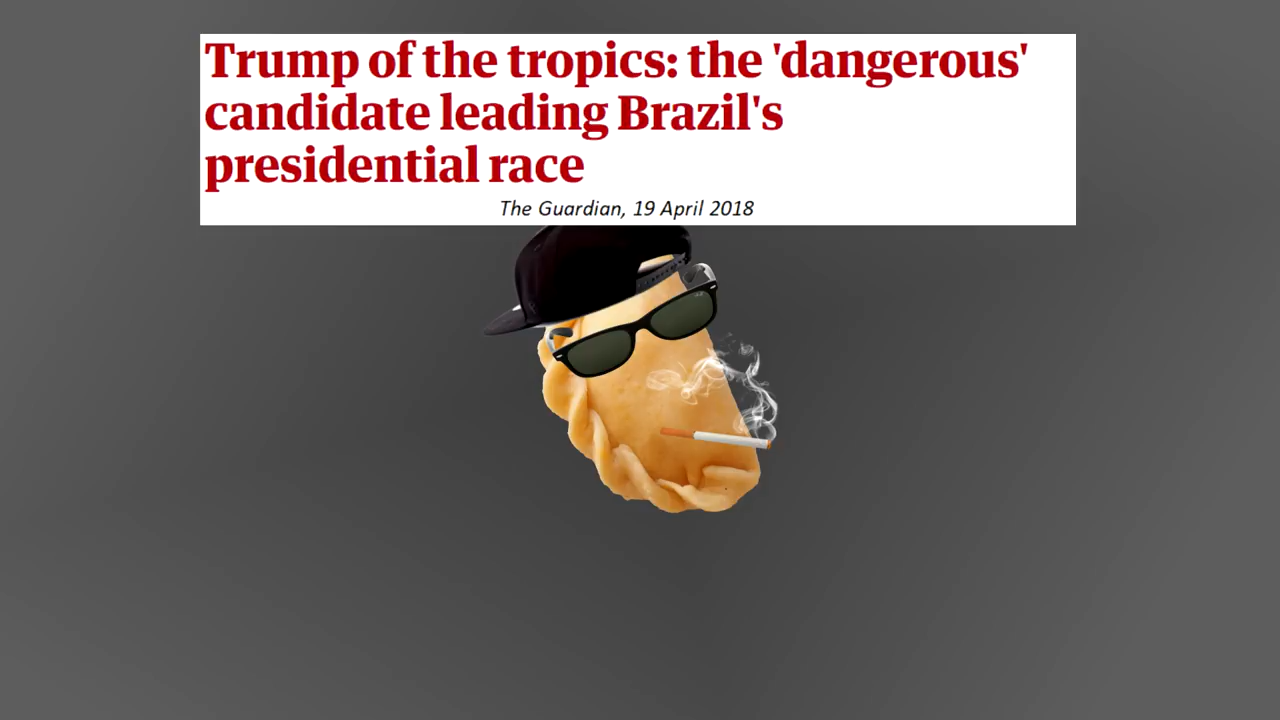 Trump of the tropics: the 'dangerous'
candidate leading Brazil's
presidential race
The Guardian, 19 April 2018